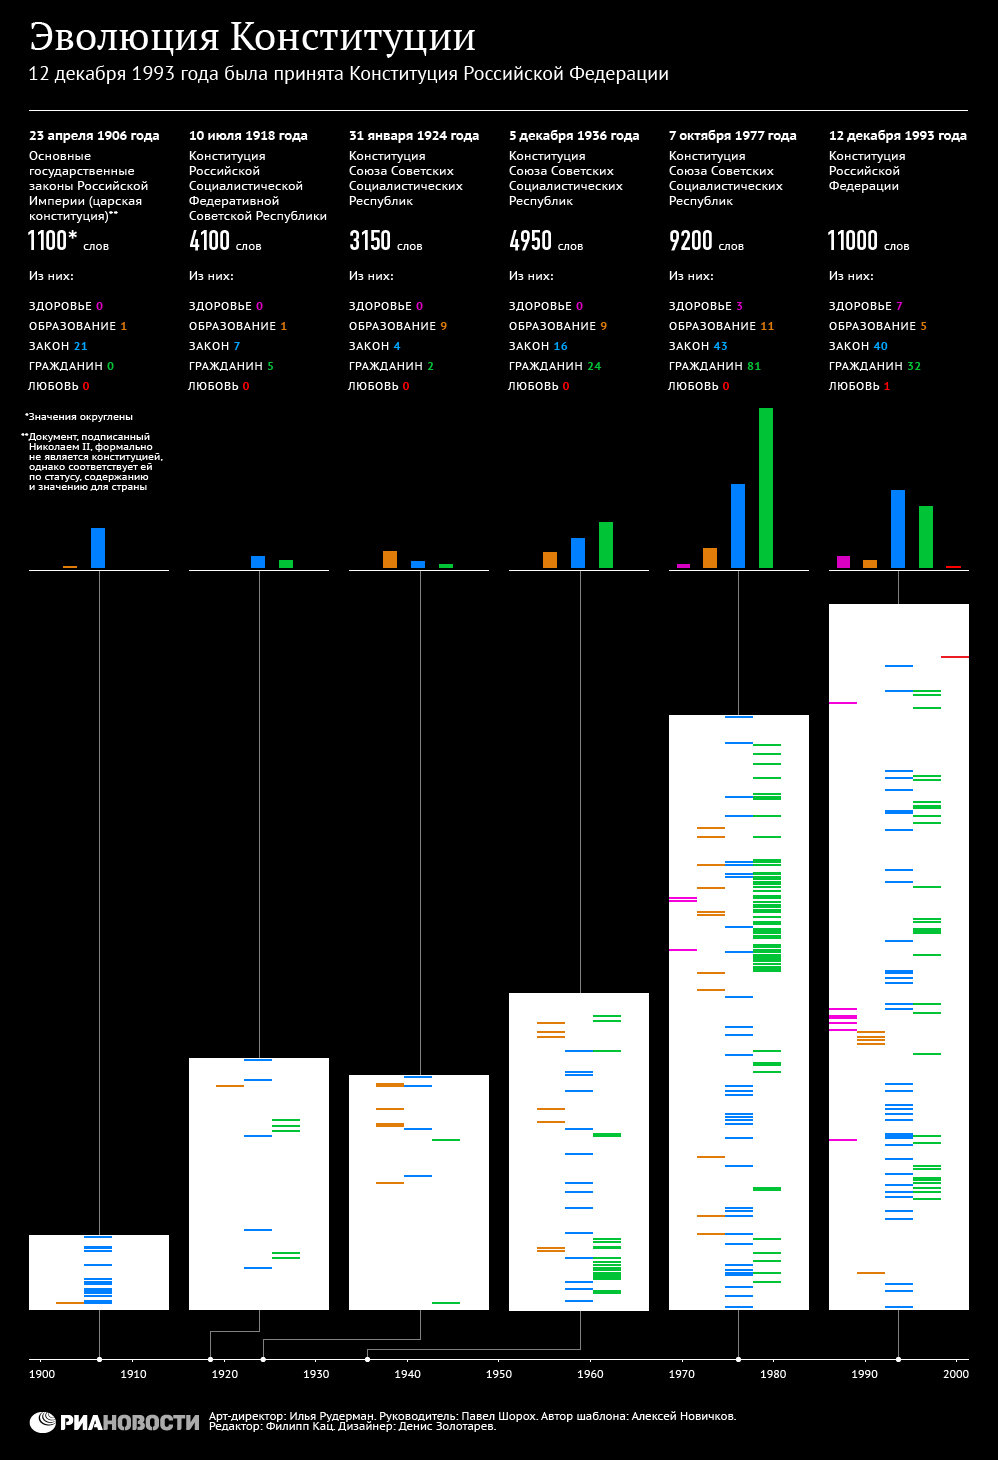 Эволюция Конституции
12 декабря 1993 года была принята Конституция Российской Федерации
23 апреля 1906 года
Основные
государственные
законы Российской
Империи (царская
конституция)**
1100* слов
Из них:
ЗДОРОВЬЕ 0
ОБРАЗОВАНИЕ 1
ЗАКОН 21
ГРАЖДАНИН 0
ЛЮБОВЬ 0
*Значения округлены
**Документ, подписанный
Николаем II, формально
не является конституцией,
однако соответствует ей
по статусу, содержанию
и значению для страны
10 июля 1918 года
Конституция
Российской
Социалистической
Федеративной
Советской Республики
4100 слов
Из них:
ЗДОРОВЬЕ 0
ОБРАЗОВАНИЕ 1
ЗАКОН 7
ГРАЖДАНИН 5
ЛЮБОВЬ 0
31 января 1924 года
Конституция
Союза Советских
Социалистических
Республик
3150 слов
Из них:
ЗДОРОВЬЕ 0
ОБРАЗОВАНИЕ 9
ЗАКОН 4
ГРАЖДАНИН 2
ЛЮБОВЬ 0
5 декабря 1936 года
Конституция
Союза Советских
Социалистических
Республик
4950 слов
Из них:
ЗДОРОВЬЕ 0
ОБРАЗОВАНИЕ 9
ЗАКОН 16
ГРАЖДАНИН 24
ЛЮБОВЬ 0
7 октября 1977 года
Конституция
Союза Советских
Социалистических
Республик
9200 слов
Из них:
ЗДОРОВЬЕ 3
ОБРАЗОВАНИЕ 11
ЗАКОН 43
ГРАЖДАНИН 81
ЛЮБОВЬ 0
12 декабря 1993 года
Конституция
Российской
Федерации
11000 слов
Из них:
ЗДОРОВЬЕ 7
ОБРАЗОВАНИЕ 5
ЗАКОН 40
ГРАЖДАНИН 32
ЛЮБОВЬ 1
1900 1910 1920 1930 1940 1950 1960 1970 1980 1990 2000
РИАНОВОСТИ
Арт-директор: Илья Рудерман. Руководитель: Павел Шорох. Автор шаблона: Алексей Новичков.
Редактор: Филипп Кац. Дизайнер: Денис Золотарев.